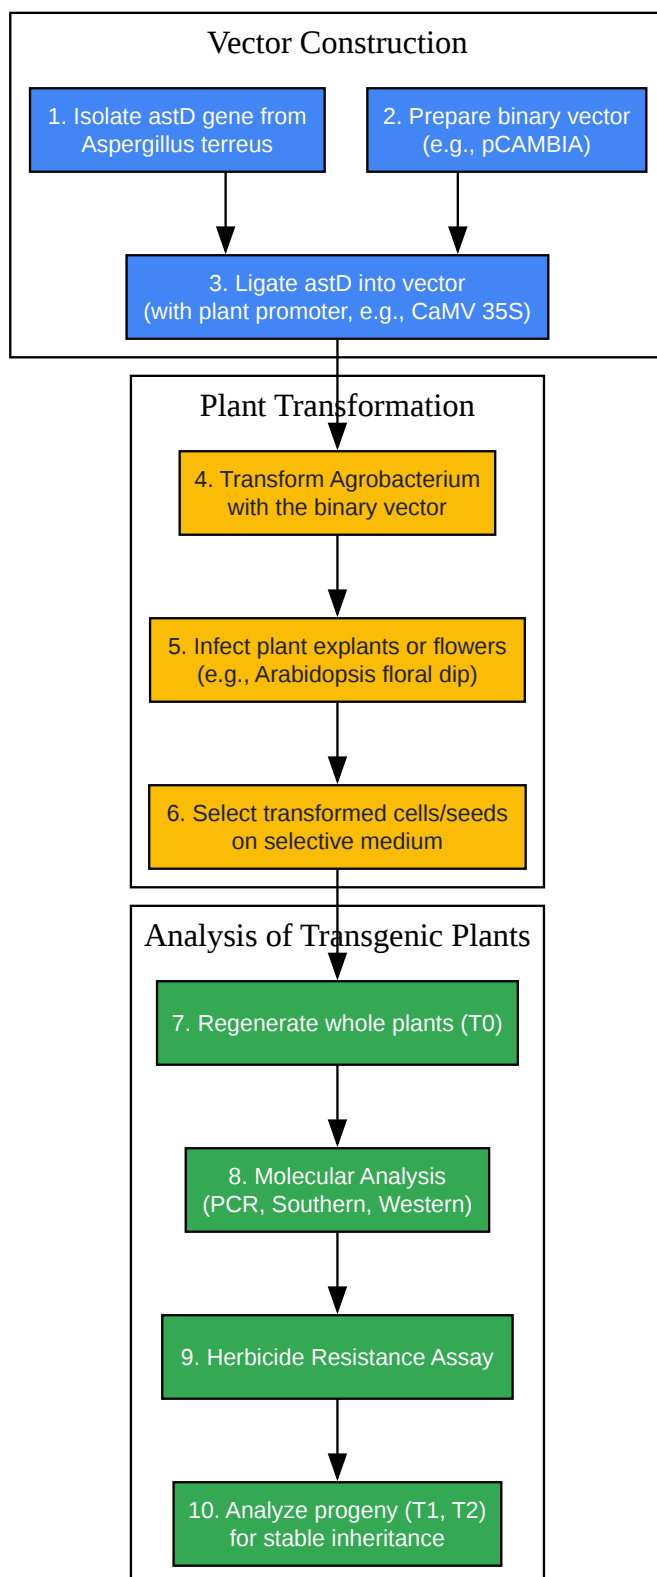 Vector Construction
1. Isolate astD gene from
Aspergillus terreus
2. Prepare binary vector
(e.g., pCAMBIA)
3. Ligate astD into vector
(with plant promoter, e.g., CaMV 35S)
Plant Transformation
4. Transform Agrobacterium
with the binary vector
5. Infect plant explants or flowers
(e.g., Arabidopsis floral dip)
6. Select transformed cells/seeds
on selective medium
Analysis of Transgenic Plants
7. Regenerate whole plants (T0)
8. Molecular Analysis
(PCR, Southern, Western)
9. Herbicide Resistance Assay
10. Analyze progeny (T1, T2)
for stable inheritance